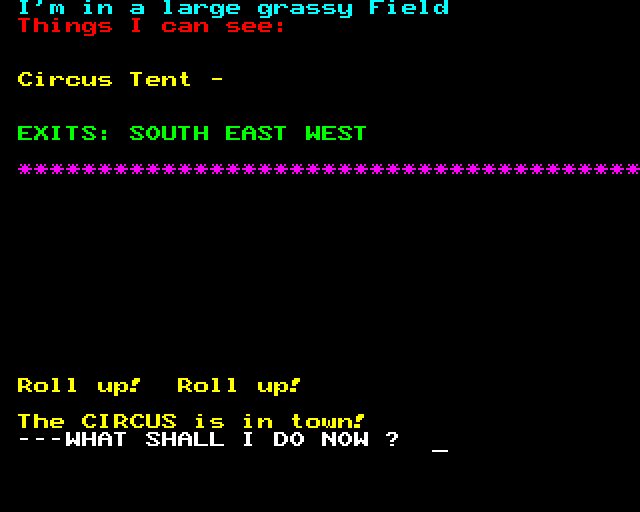 I'm in a large grassy Field
Things I can see:
Circus Tent -
EXITS: SOUTH EAST WEST
***************************************
Roll up!  Roll up!
The CIRCUS is in town!
---WHAT SHALL I DO NOW ?  _